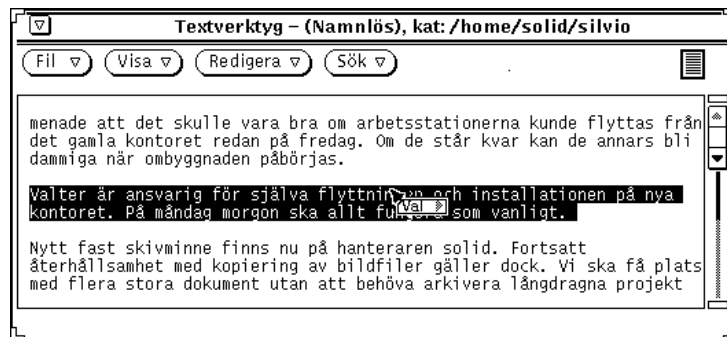 Textverktyg – (Namnlös), kat: /home/solid/silvio
Fil Visa Redigera Sök
menade att det skulle vara bra om arbetsstationerna kunde flyttas från
det gamla kontoret redan på fredag. Om de står kvar kan de annars bli
dammiga när ombyggnaden påbörjas.
Valter är ansvarig för själva och installationen på nya
kontoret. På måndag morgon ska allt som vanligt.
Val
Nytt fast skivminne finns nu på hanteraren solid. Fortsatt
återhållsamhet med kopiering av bildfiler gäller dock. Vi ska få plats
med flera stora dokument utan att behöva arkivera långdragna projekt